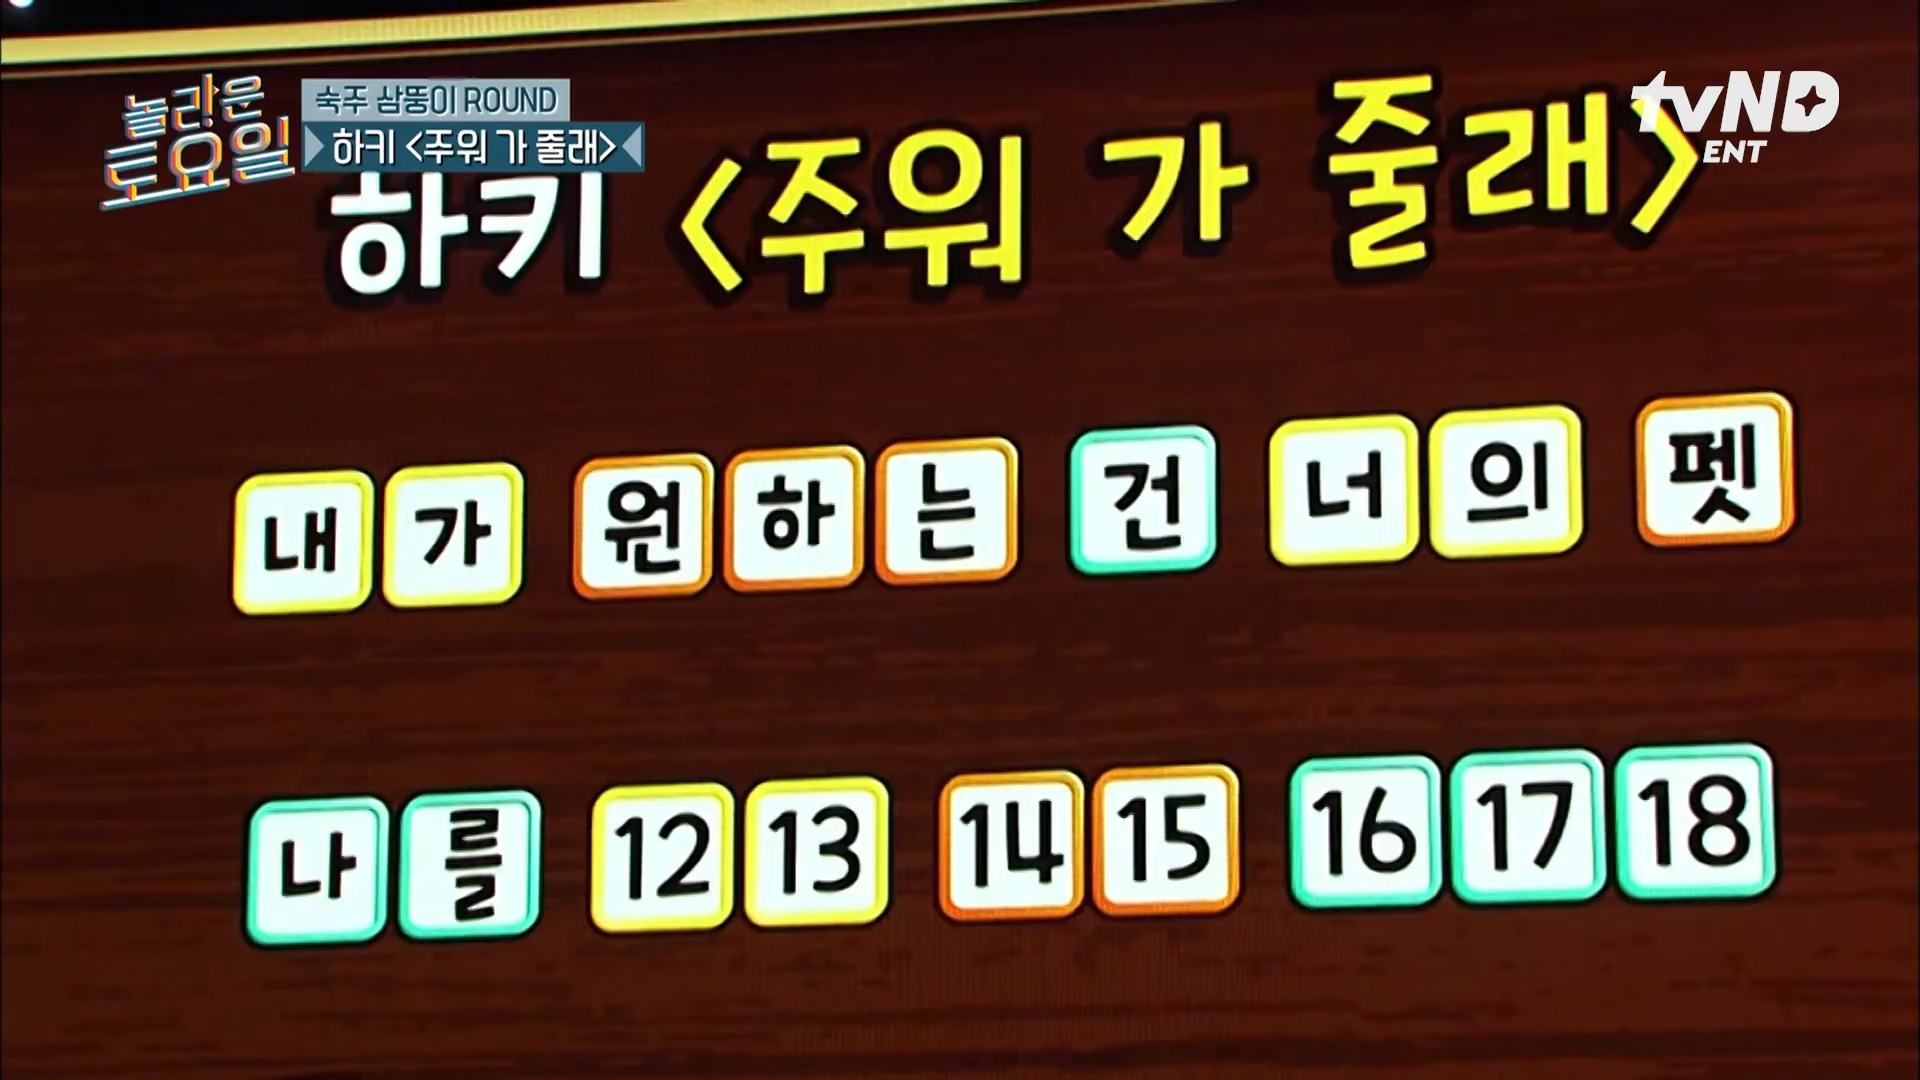 놀라운
토요일
숙주 삼뚱이 ROUND
하키 <주워 가 줄래>
tvN D
ENT
하키 <주워 가 줄래>
내가 원하는 건 너의 펫
나를 12 13 14 15 16 17 18